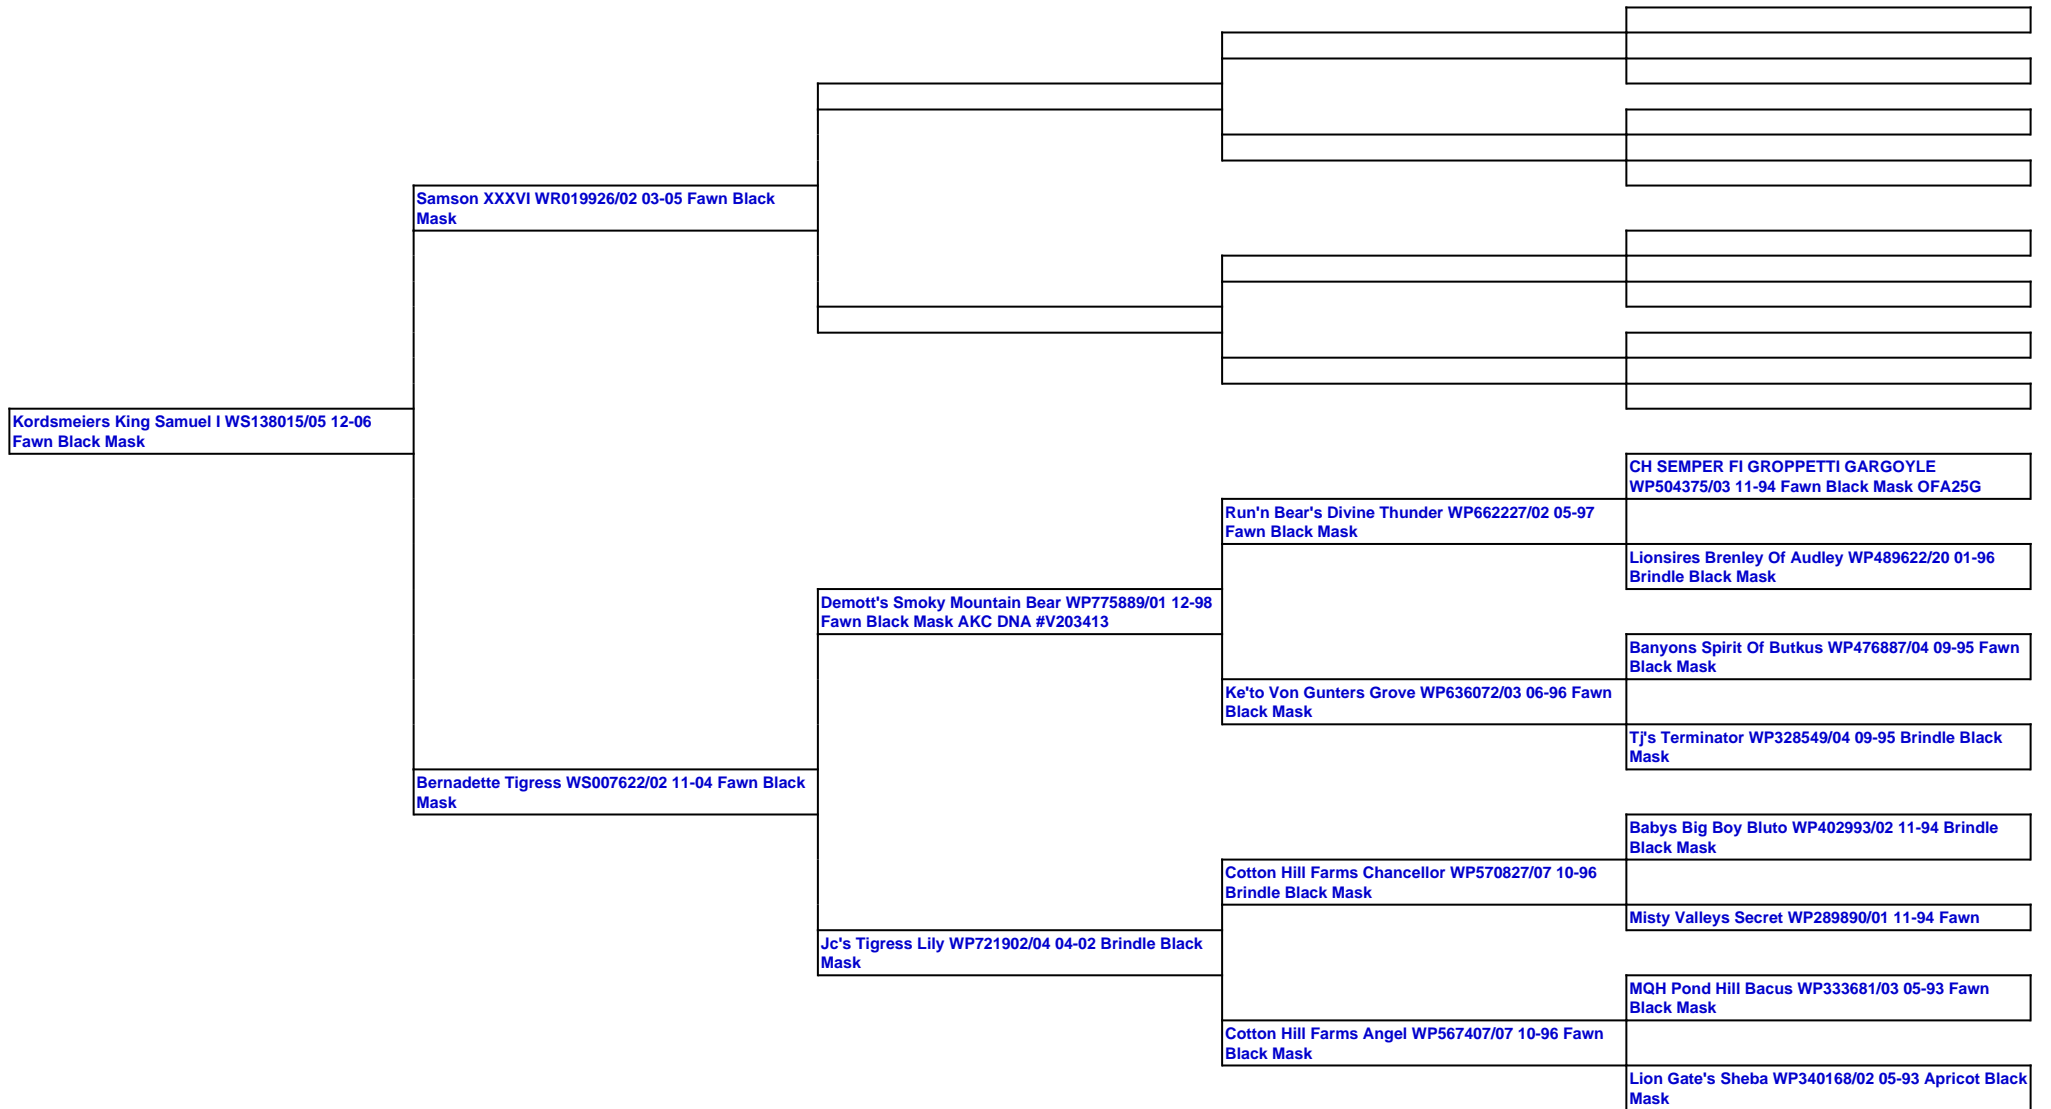 Samson XXXVI WR019926/02 03-05 Fawn Black
Mask
Kordsmeiers King Samuel I WS138015/05 12-06
Fawn Black Mask
CH SEMPER FI GROPPETTI GARGOYLE
WP504375/03 11-94 Fawn Black Mask OFA25G
Run'n Bear's Divine Thunder WP662227/02 05-97
Fawn Black Mask
Lionsires Brenley Of Audley WP489622/20 01-96
Brindle Black Mask
Demott's Smoky Mountain Bear WP775889/01 12-98
Fawn Black Mask AKC DNA #V203413
Banyons Spirit Of Butkus WP476887/04 09-95 Fawn
Black Mask
Ke'to Von Gunters Grove WP636072/03 06-96 Fawn
Black Mask
Tj's Terminator WP328549/04 09-95 Brindle Black
Mask
Bernadette Tigress WS007622/02 11-04 Fawn Black
Mask
Babys Big Boy Bluto WP402993/02 11-94 Brindle
Black Mask
Cotton Hill Farms Chancellor WP570827/07 10-96
Brindle Black Mask
Misty Valleys Secret WP289890/01 11-94 Fawn
Jc's Tigress Lily WP721902/04 04-02 Brindle Black
Mask
MQH Pond Hill Bacus WP333681/03 05-93 Fawn
Black Mask
Cotton Hill Farms Angel WP567407/07 10-96 Fawn
Black Mask
Lion Gate's Sheba WP340168/02 05-93 Apricot Black
Mask